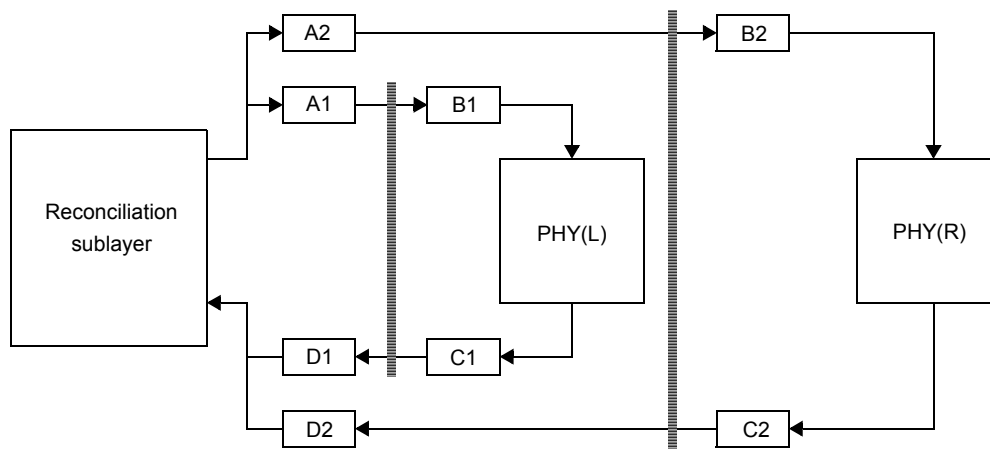 A2
B2
A1
B1
Reconciliation
sublayer
PHY(L)
PHY(R)
D1
C1
D2
C2